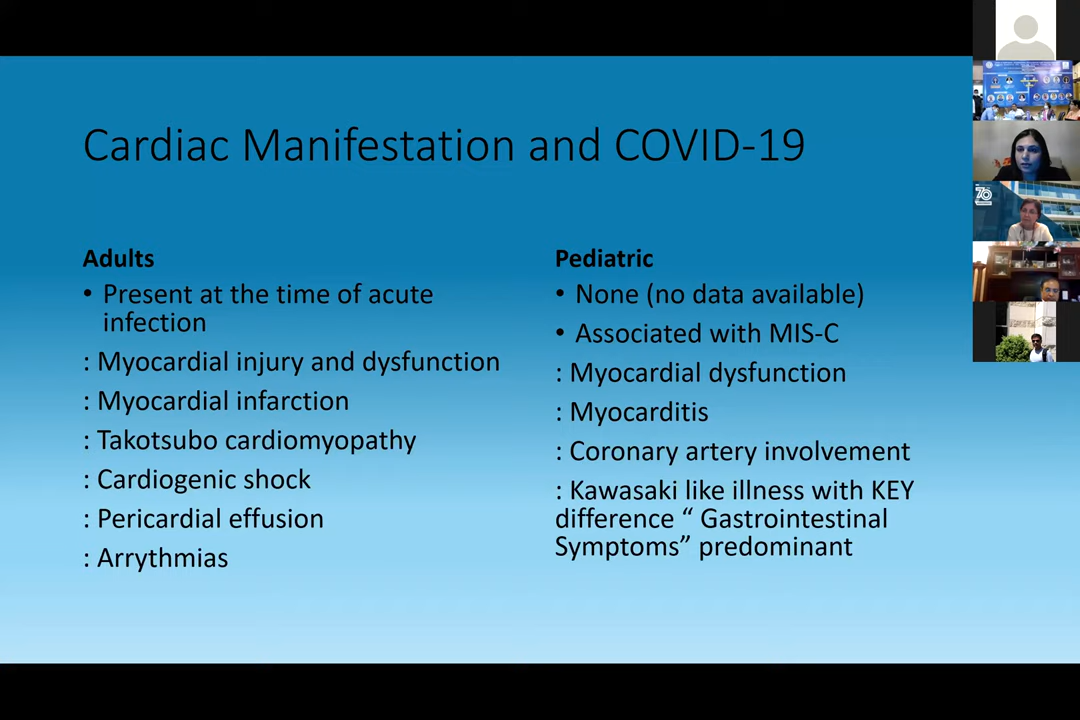 Cardiac Manifestation and COVID-19
Adults
• Present at the time of acute
infection
: Myocardial injury and dysfunction
: Myocardial infarction
: Takotsubo cardiomyopathy
: Cardiogenic shock
: Pericardial effusion
: Arrythmias
Pediatric
• None (no data available)
• Associated with MIS-C
: Myocardial dysfunction
: Myocarditis
: Coronary artery involvement
: Kawasaki like illness with KEY
difference “ Gastrointestinal
Symptoms” predominant
70